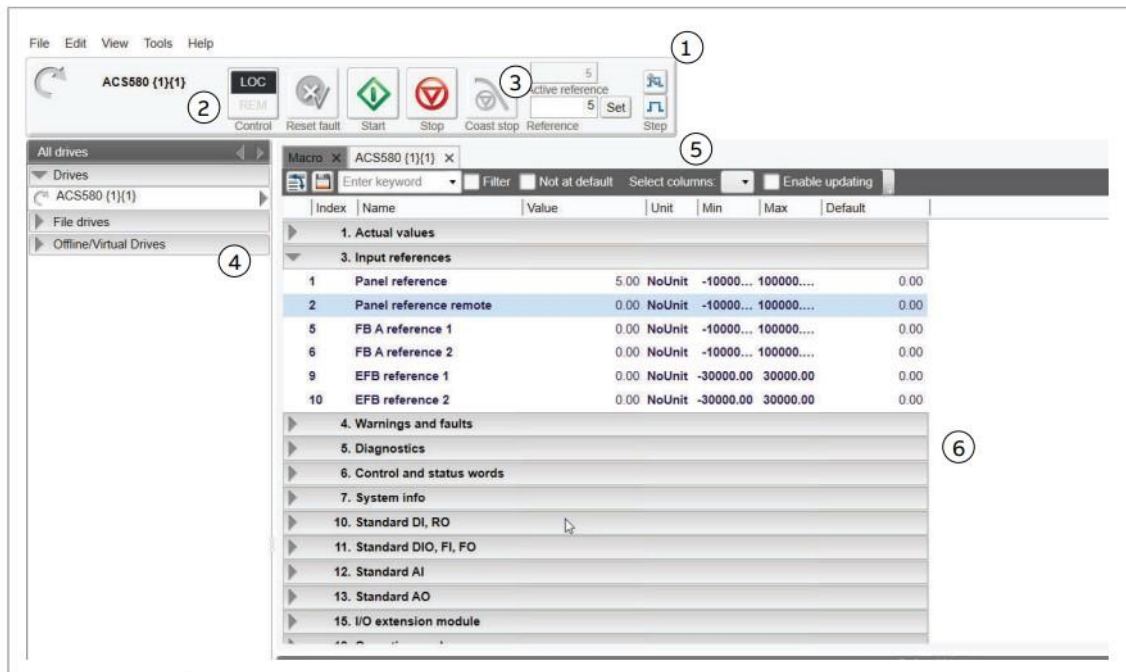 1
File Edit View Tools Help
ACS580 {1}{1}
LOC
REM
Control
Reset fault
Start
Stop
Coast stop
5
Active reference
5 Set
Reference
Step
2
3
All drives
Drives
ACS580 {1}{1}
File drives
Offline/Virtual Drives
4
Macro X ACS580 {1}{1} X
5
Enter keyword Filter Not at default Select columns: Enable updating
Index Name Value Unit Min Max Default
1. Actual values
3. Input references
1 Panel reference 5.00 NoUnit -10000... 100000.... 0.00
2 Panel reference remote 0.00 NoUnit -10000... 100000.... 0.00
5 FB A reference 1 0.00 NoUnit -10000... 100000.... 0.00
6 FB A reference 2 0.00 NoUnit -10000... 100000.... 0.00
9 EFB reference 1 0.00 NoUnit -30000.00 30000.00 0.00
10 EFB reference 2 0.00 NoUnit -30000.00 30000.00 0.00
4. Warnings and faults
5. Diagnostics
6. Control and status words
7. System info
10. Standard DI, RO
11. Standard DIO, FI, FO
12. Standard AI
13. Standard AO
15. I/O extension module
6